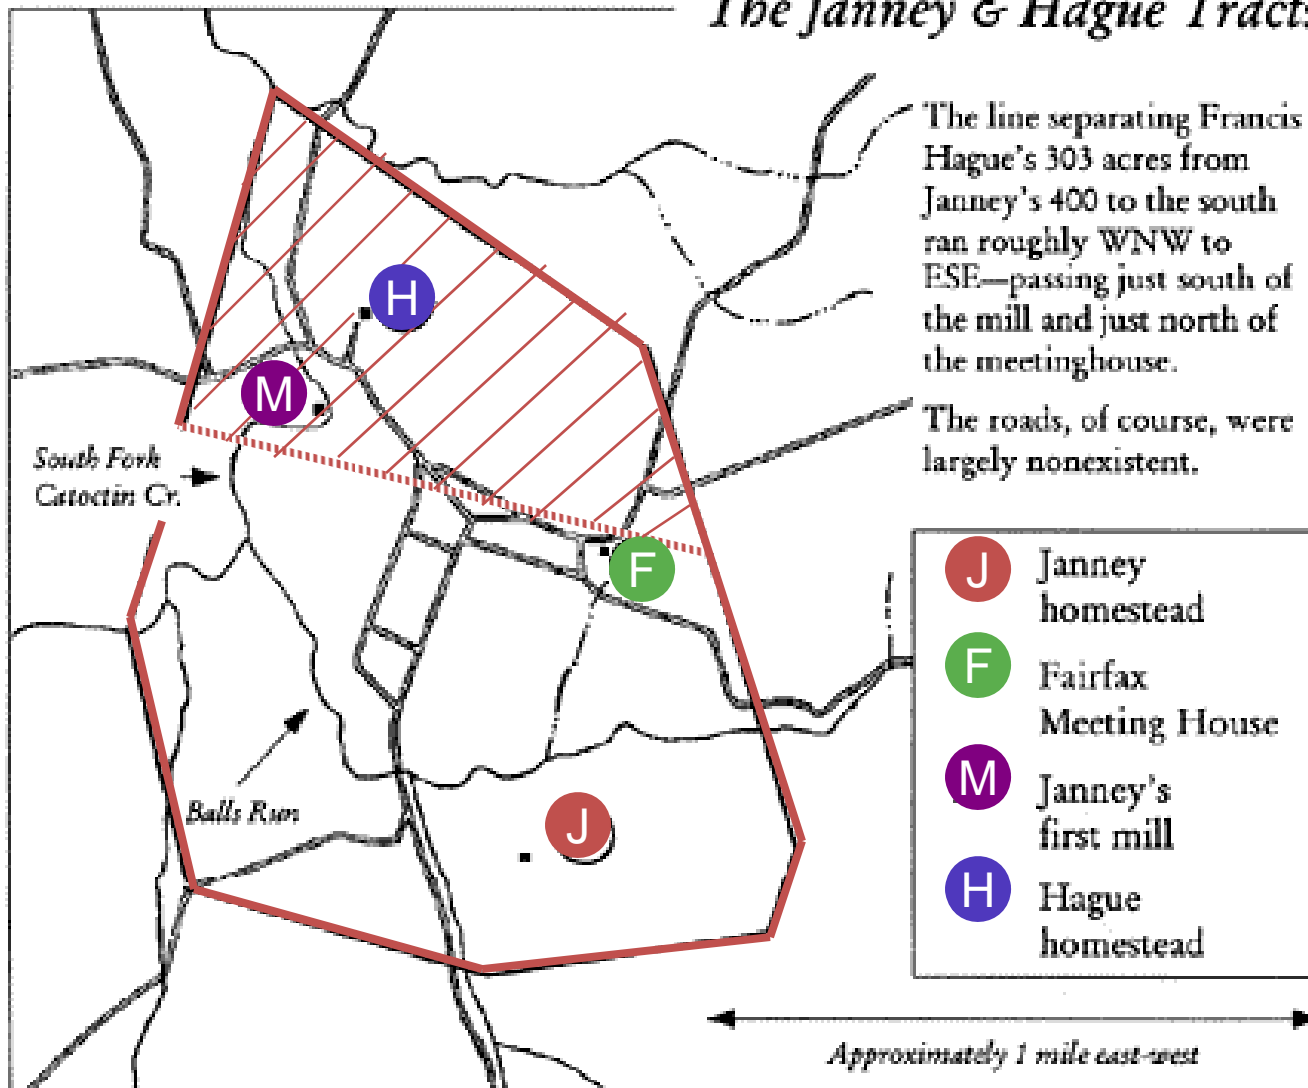 The Janney & Hague Tracts
The line separating Francis
Hague's 303 acres from
Janney's 400 to the south
ran roughly WNW to
ESE—passing just south of
the mill and just north of
the meetinghouse.
The roads, of course, were
largely nonexistent.
H
M
South Fork
Catoctin Cr.
F
Balls Run
J
J Janney
homestead
F Fairfax
Meeting House
M Janney's
first mill
H Hague
homestead
Approximately 1 mile east-west